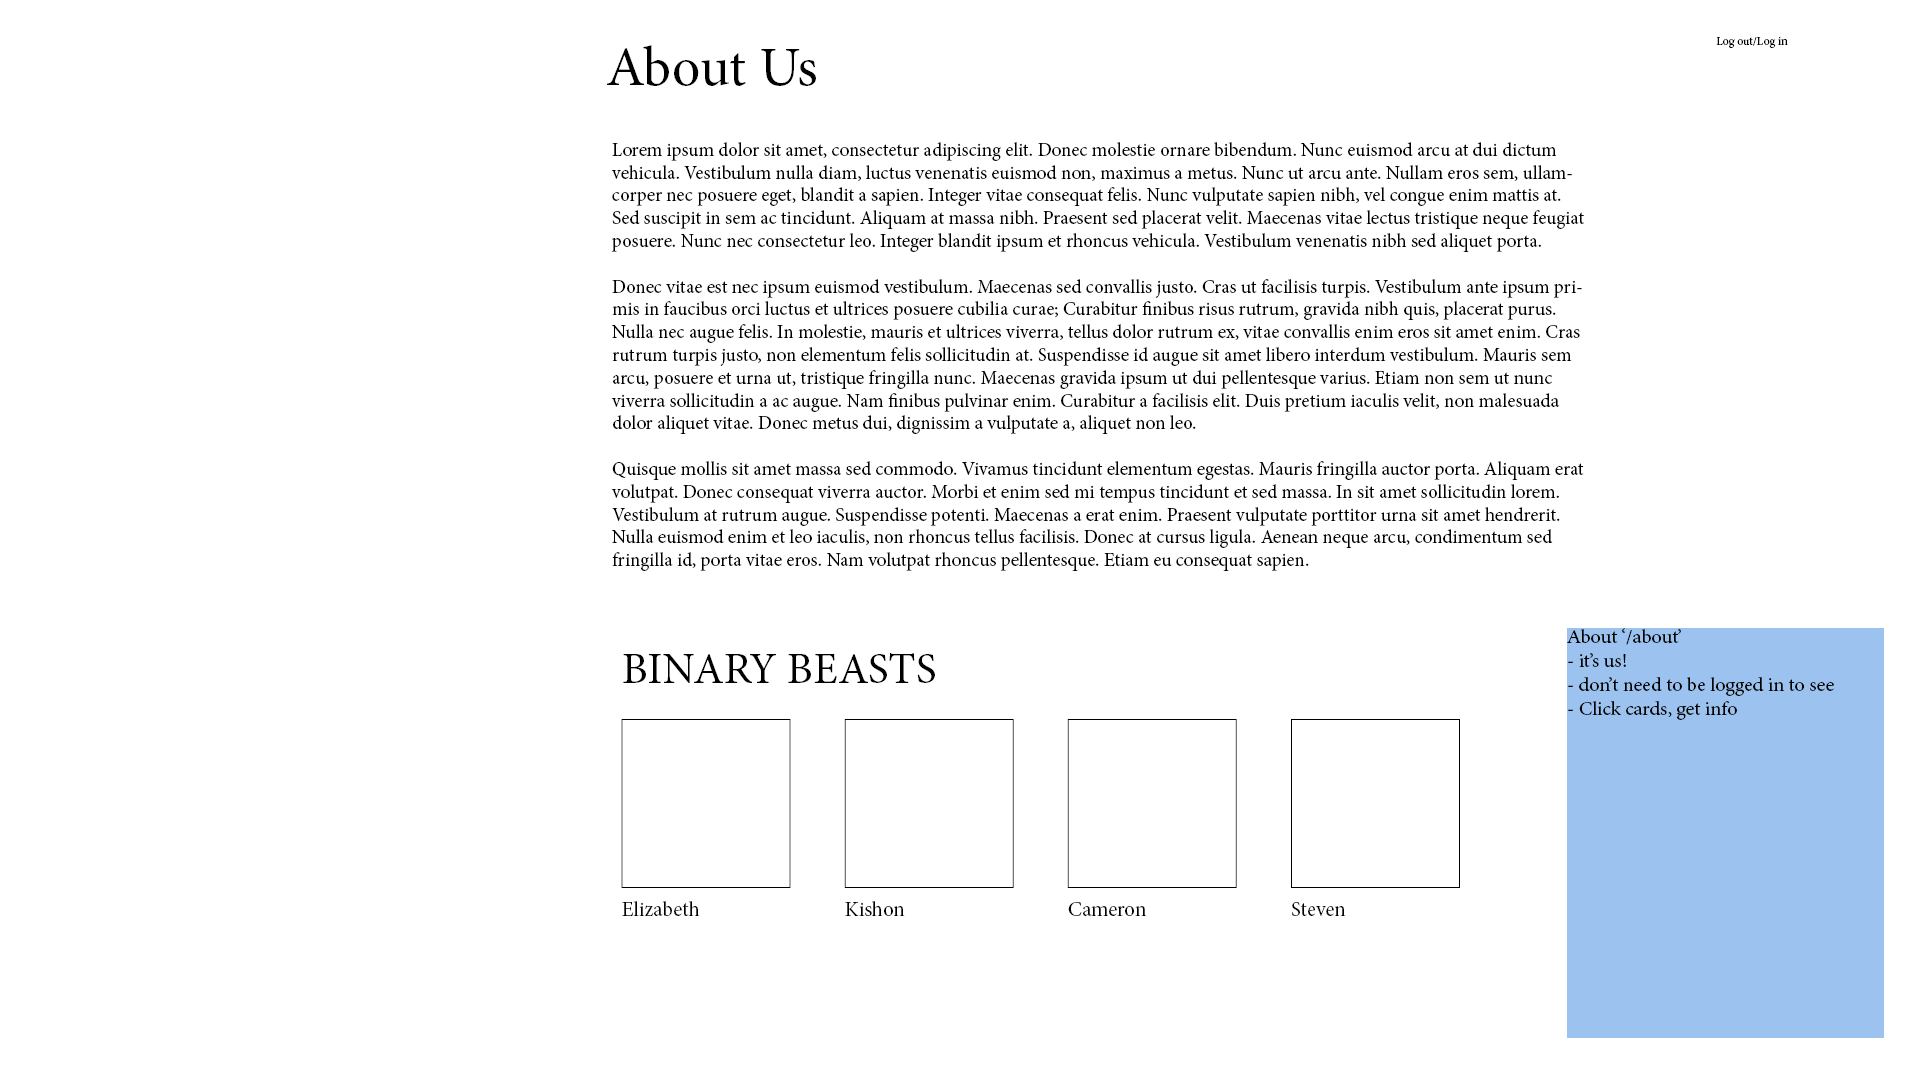 About Us
Log out/Log in
Lorem ipsum dolor sit amet, consectetur adipiscing elit. Donec molestie ornare bibendum. Nunc euismod arcu at dui dictum
vehicula. Vestibulum nulla diam, luctus venenatis euismod non, maximus a metus. Nunc ut arcu ante. Nullam eros sem, ullam-
corper nec posuere eget, blandit a sapien. Integer vitae consequat felis. Nunc vulputate sapien nibh, vel congue enim mattis at.
Sed suscipit in sem ac tincidunt. Aliquam at massa nibh. Praesent sed placerat velit. Maecenas vitae lectus tristique neque feugiat
posuere. Nunc nec consectetur leo. Integer blandit ipsum et rhoncus vehicula. Vestibulum venenatis nibh sed aliquet porta.
Donec vitae est nec ipsum euismod vestibulum. Maecenas sed convallis justo. Cras ut facilisis turpis. Vestibulum ante ipsum pri-
mis in faucibus orci luctus et ultrices posuere cubilia curae; Curabitur finibus risus rutrum, gravida nibh quis, placerat purus.
Nulla nec augue felis. In molestie, mauris et ultrices viverra, tellus dolor rutrum ex, vitae convallis enim eros sit amet enim. Cras
rutrum turpis justo, non elementum felis sollicitudin at. Suspendisse id augue sit amet libero interdum vestibulum. Mauris sem
arcu, posuere et urna ut, tristique fringilla nunc. Maecenas gravida ipsum ut dui pellentesque varius. Etiam non sem ut nunc
viverra sollicitudin a ac augue. Nam finibus pulvinar enim. Curabitur a facilisis elit. Duis pretium iaculis velit, non malesuada
dolor aliquet vitae. Donec metus dui, dignissim a vulputate a, aliquet non leo.
Quisque mollis sit amet massa sed commodo. Vivamus tincidunt elementum egestas. Mauris fringilla auctor porta. Aliquam erat
volutpat. Donec consequat viverra auctor. Morbi et enim sed mi tempus tincidunt et sed massa. In sit amet sollicitudin lorem.
Vestibulum at rutrum augue. Suspendisse potenti. Maecenas a erat enim. Praesent vulputate porttitor urna sit amet hendrerit.
Nulla euismod enim et leo iaculis, non rhoncus tellus facilisis. Donec at cursus ligula. Aenean neque arcu, condimentum sed
fringilla id, porta vitae eros. Nam volutpat rhoncus pellentesque. Etiam eu consequat sapien.
BINARY BEASTS
Elizabeth
Kishon
Cameron
Steven
About ‘/about’
- it’s us!
- don’t need to be logged in to see
- Click cards, get info